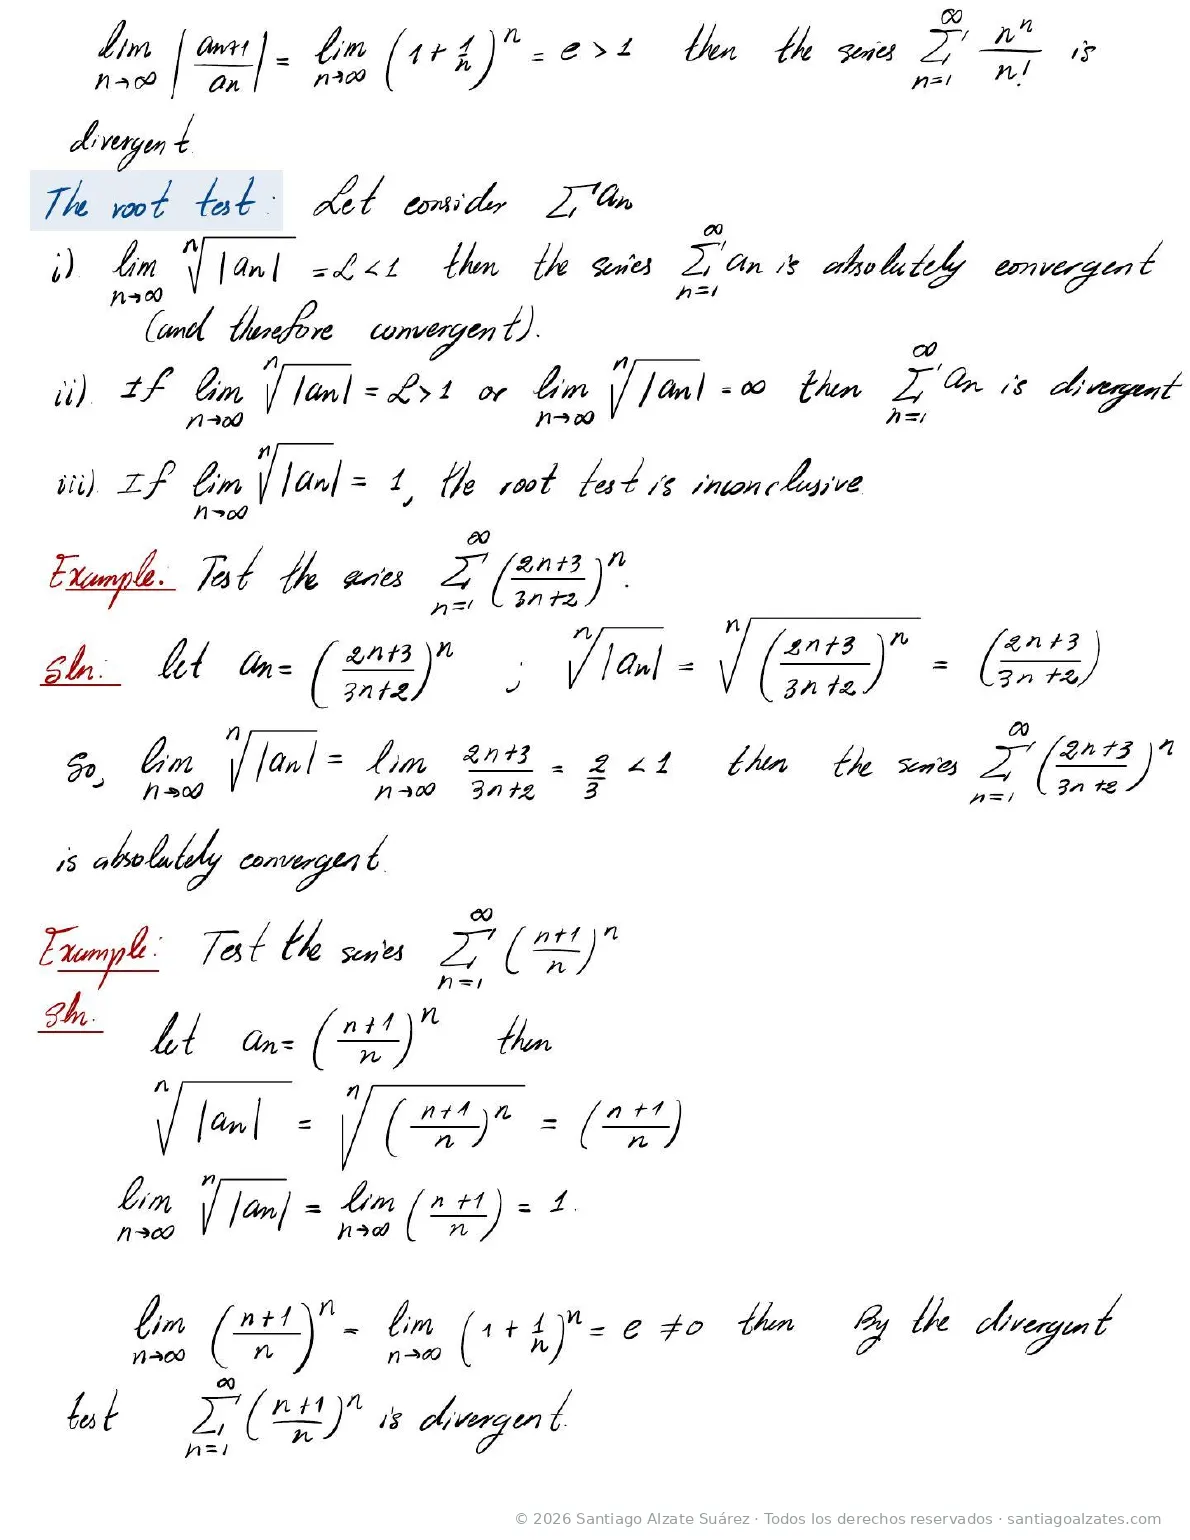 lim n→∞ |an+1/an| = lim n→∞ (1 + 1/n)^n = e > 1 then the series ∑_{n=1}^{∞} n^n/n! is
divergent.
The root test: Let consider ∑ an
i) lim n→∞ ⁿ√|an| = L < 1 then the series ∑_{n=1}^{∞} an is absolutely convergent
(and therefore convergent).
ii). If lim n→∞ ⁿ√|an| = L > 1 or lim n→∞ ⁿ√|an| = ∞ then ∑_{n=1}^{∞} an is divergent
iii) If lim n→∞ ⁿ√|an| = 1, the root test is inconclusive.
Example: Test the series ∑_{n=1}^{∞} ((2n+3)/(3n+2))^n.
Sln: let an = ((2n+3)/(3n+2))^n ; ⁿ√|an| = ⁿ√((2n+3)/(3n+2))^n = ((2n+3)/(3n+2))
So, lim n→∞ ⁿ√|an| = lim n→∞ (2n+3)/(3n+2) = 2/3 < 1 then the series ∑_{n=1}^{∞} ((2n+3)/(3n+2))^n
is absolutely convergent.
Example: Test the series ∑_{n=1}^{∞} ((n+1)/n)^n
Sln.
let an = ((n+1)/n)^n then
ⁿ√|an| = ⁿ√((n+1)/n)^n = ((n+1)/n)
lim n→∞ ⁿ√|an| = lim n→∞ ((n+1)/n) = 1.
lim n→∞ ((n+1)/n)^n = lim n→∞ (1 + 1/n)^n = e ≠ 0 then By the divergent
test ∑_{n=1}^{∞} ((n+1)/n)^n is divergent.
© 2026 Santiago Alzate Suárez · Todos los derechos reservados · santiagoalzates.com